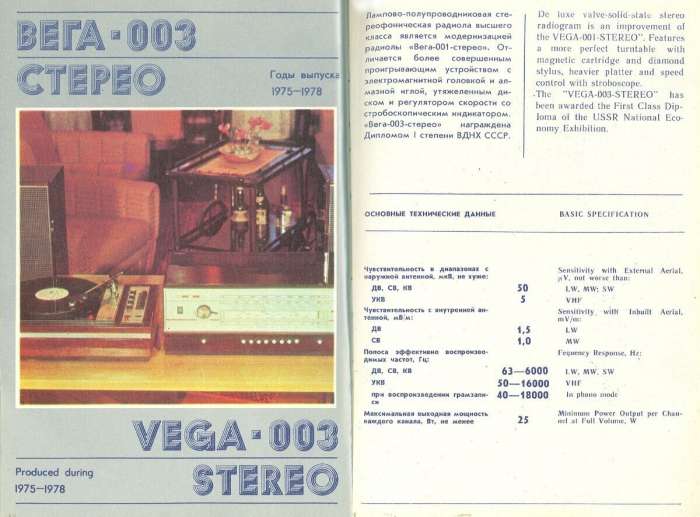 ВЕГА·003
СТЕРЕО
Годы выпуска
1975—1978
VEGA·003
STEREO
Produced during
1975—1978
Лампово-полупроводниковая сте-
реофоническая радиола высшего
класса является модернизацией
радиолы «Вега-001-стерео». От-
личается более совершенным
проигрывающим устройством с
электромагнитной головкой и ал-
мазной иглой, утяжеленным ди-
ском и регулятором скорости со
стробоскопическим индикатором.
«Вега-003-стерео» награждена
Дипломом I степени ВДНХ СССР.
De luxe valve-solid-state stereo
radiogram is an improvement of
the VEGA-001-STEREO". Features
a more perfect turntable with
magnetic cartridge and diamond
stylus, heavier platter and speed
control with stroboscope.
The "VEGA-003-STEREO" has
been awarded the First Class Dip-
loma of the USSR National Eco-
nomy Exhibition.
ОСНОВНЫЕ ТЕХНИЧЕСКИЕ ДАННЫЕ BASIC SPECIFICATION
Чувствительность в диапазонах с Sensitivity with External Aerial,
наружной антенной, мкВ, не хуже: μV, not worse than:
ДВ, СВ, КВ 50 LW, MW; SW
УКВ 5 VHF
Чувствительность с внутренней ан- Sensitivity with Inbuilt Aerial,
тенной, мВ/м: mV/m:
ДВ 1,5 LW
СВ 1,0 MW
Полоса эффективно воспроизво- Fequency Response, Hz:
димых частот, Гц:
ДВ, СВ, КВ 63—6000 LW, MW, SW
УКВ 50—16000 VHF
при воспроизведении грамзапи- 40—18000 In phono mode
си
Максимальная выходная мощность Minimum Power Output per Chan-
каждого канала, Вт, не менее 25 nel at Full Volume, W